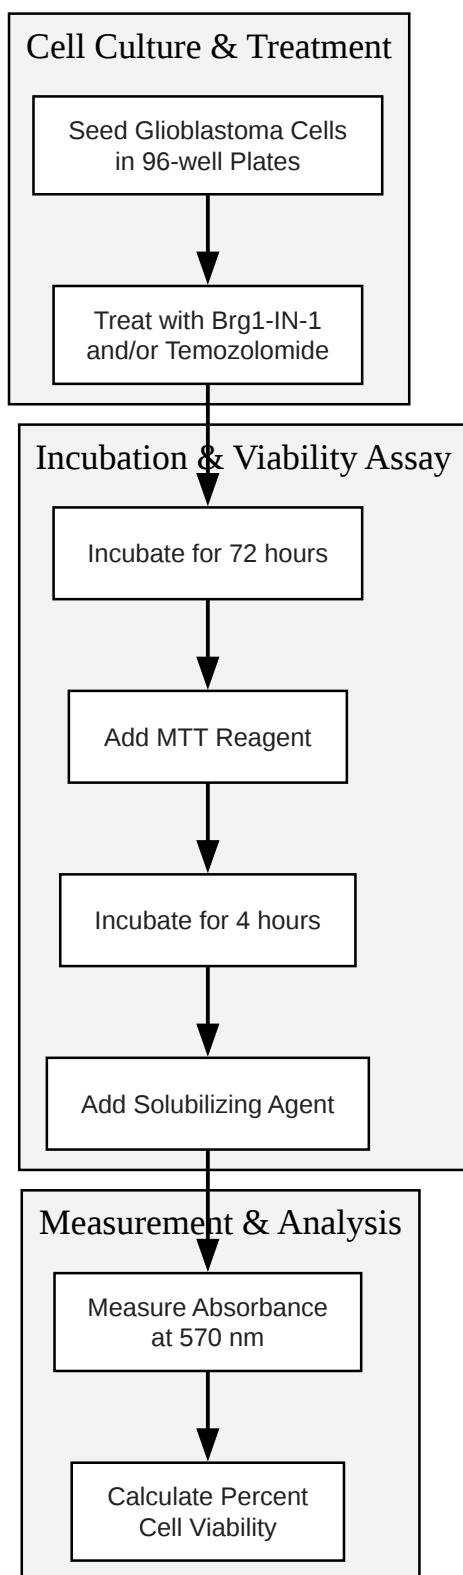 Cell Culture & Treatment
Seed Glioblastoma Cells
in 96-well Plates
Treat with Brg1-IN-1
and/or Temozolomide
Incubation & Viability Assay
Incubate for 72 hours
Add MTT Reagent
Incubate for 4 hours
Add Solubilizing Agent
Measurement & Analysis
Measure Absorbance
at 570 nm
Calculate Percent
Cell Viability